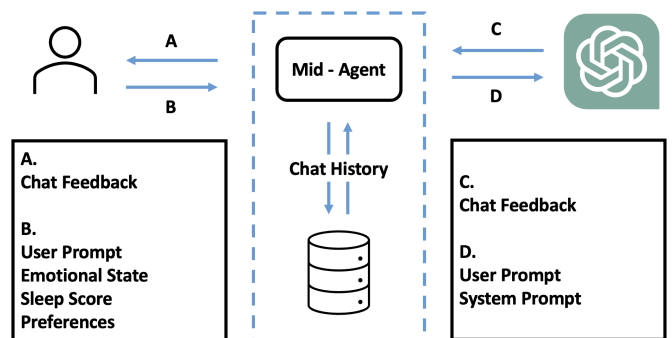 A
B
Mid - Agent
C
D
Chat History
A.
Chat Feedback
B.
User Prompt
Emotional State
Sleep Score
Preferences
C.
Chat Feedback
D.
User Prompt
System Prompt